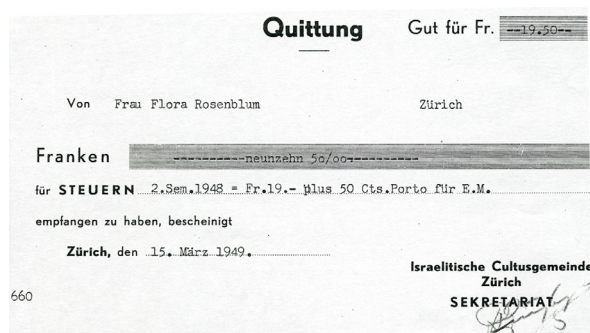 Quittung Gut für Fr. --19.50--
Von Frau Flora Rosenblum Zürich
Franken -----------neunzehn 50/oo-----------
für STEUERN 2.Sem.1948 = Fr.19.- plus 50 Cts.Porto für E.M.
empfangen zu haben, bescheinigt
Zürich, den 15. März 1949.
Israelitische Cultusgemeinde
Zürich
660
SEKRETARIAT